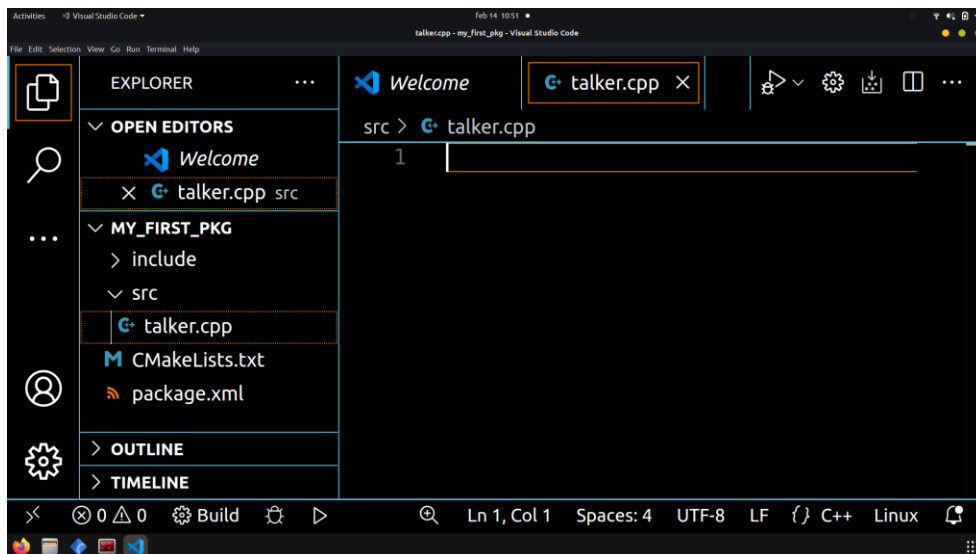 Activities Visual Studio Code Feb 14 10:51
talker.cpp - my_first_pkg - Visual Studio Code
File Edit Selection View Go Run Terminal Help
EXPLORER ...
Welcome talker.cpp
OPEN EDITORS
src > talker.cpp
Welcome
1
talker.cpp src
MY_FIRST_PKG
include
src
talker.cpp
CMakeLists.txt
package.xml
OUTLINE
TIMELINE
0 0 Build Ln 1, Col 1 Spaces: 4 UTF-8 LF {} C++ Linux